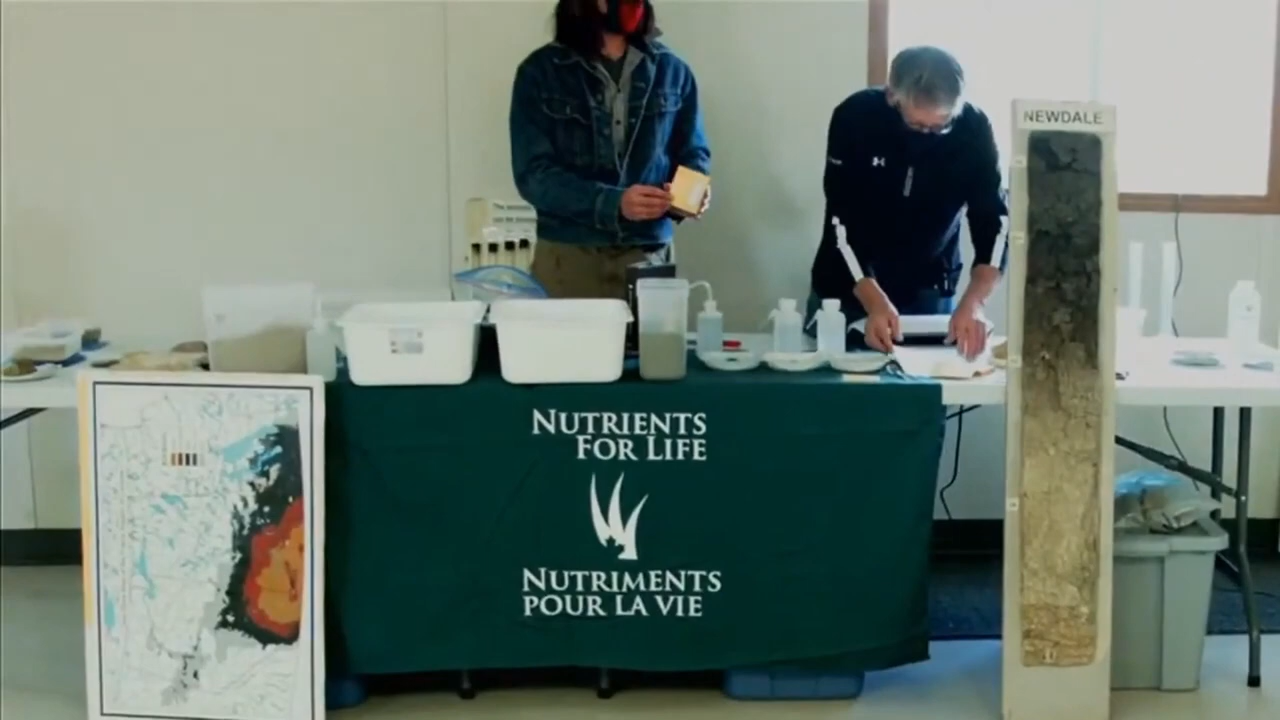 NEWDALE
NUTRIENTS
FOR LIFE
NUTRIMENTS
POUR LA VIE